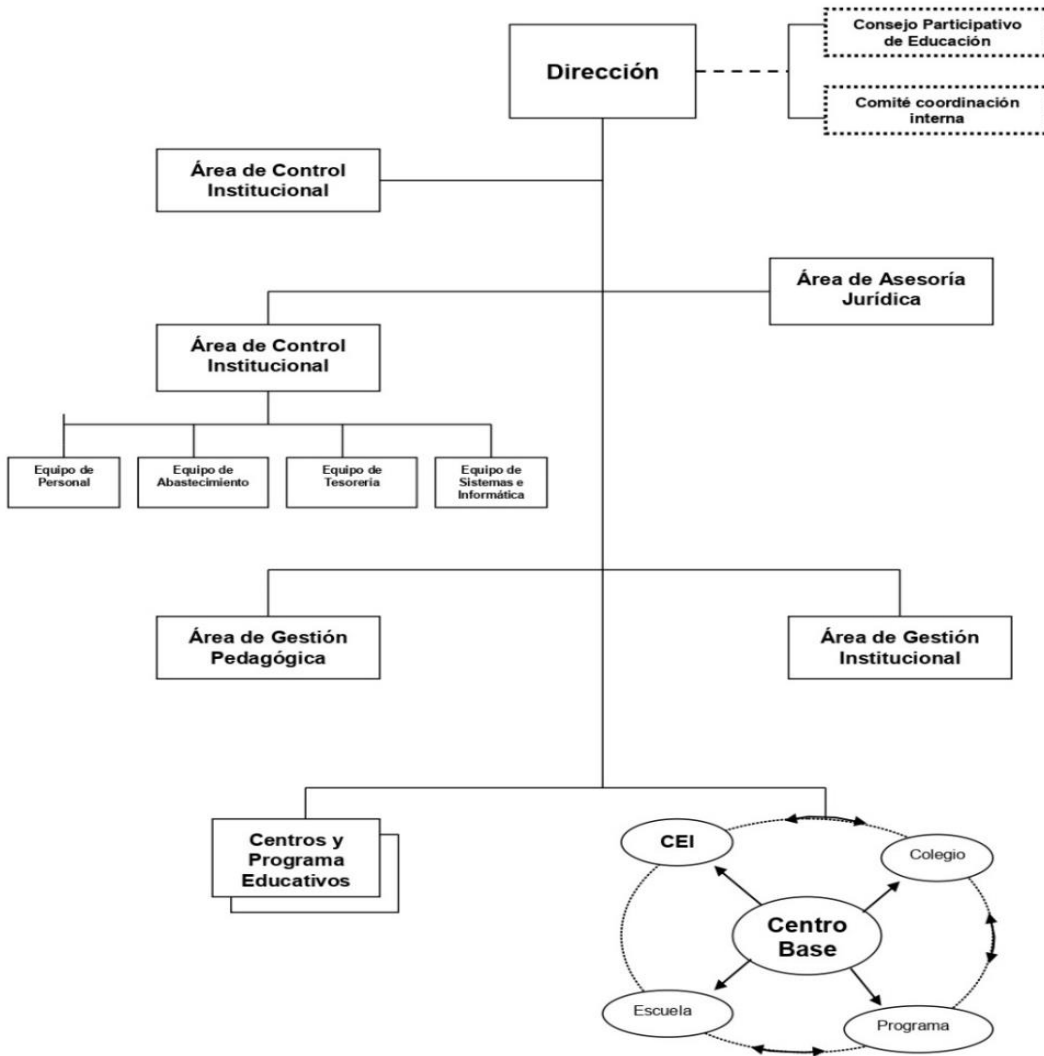 Consejo Participativo
de Educación
Dirección
Comité coordinación
interna
Área de Control
Institucional
Área de Asesoría
Jurídica
Área de Control
Institucional
Equipo de
Personal
Equipo de
Abastecimiento
Equipo de
Tesorería
Equipo de
Sistemas e
Informática
Área de Gestión
Pedagógica
Área de Gestión
Institucional
Centros y
Programa
Educativos
CEI
Colegio
Centro
Base
Escuela
Programa